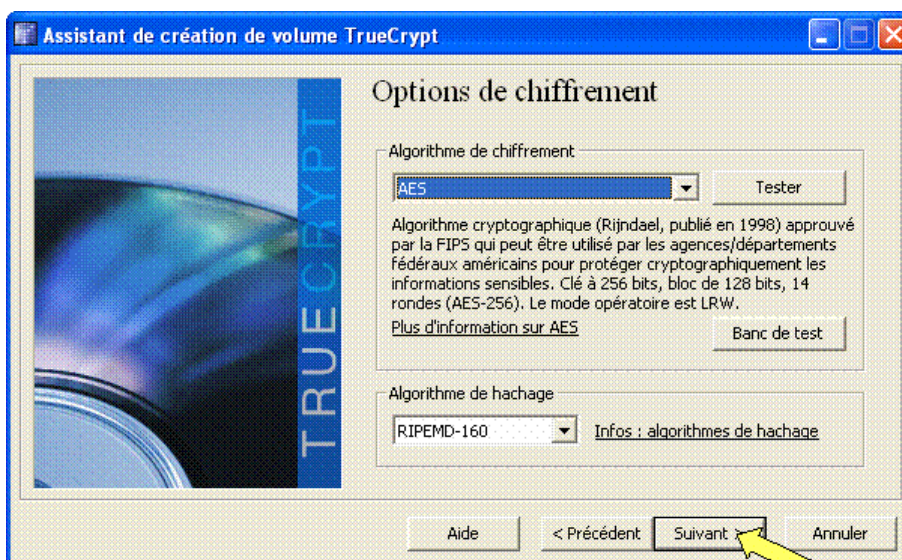 Assistant de création de volume TrueCrypt
TRUECRYPT
Options de chiffrement
Algorithme de chiffrement
AES
Tester
Algorithme cryptographique (Rijndael, publié en 1998) approuvé
par la FIPS qui peut être utilisé par les agences/départements
fédéraux américains pour protéger cryptographiquement les
informations sensibles. Clé à 256 bits, bloc de 128 bits, 14
rondes (AES-256). Le mode opératoire est LRW.
Plus d'information sur AES
Banc de test
Algorithme de hachage
RIPEMD-160
Infos : algorithmes de hachage
Aide
< Précédent
Suivant >
Annuler